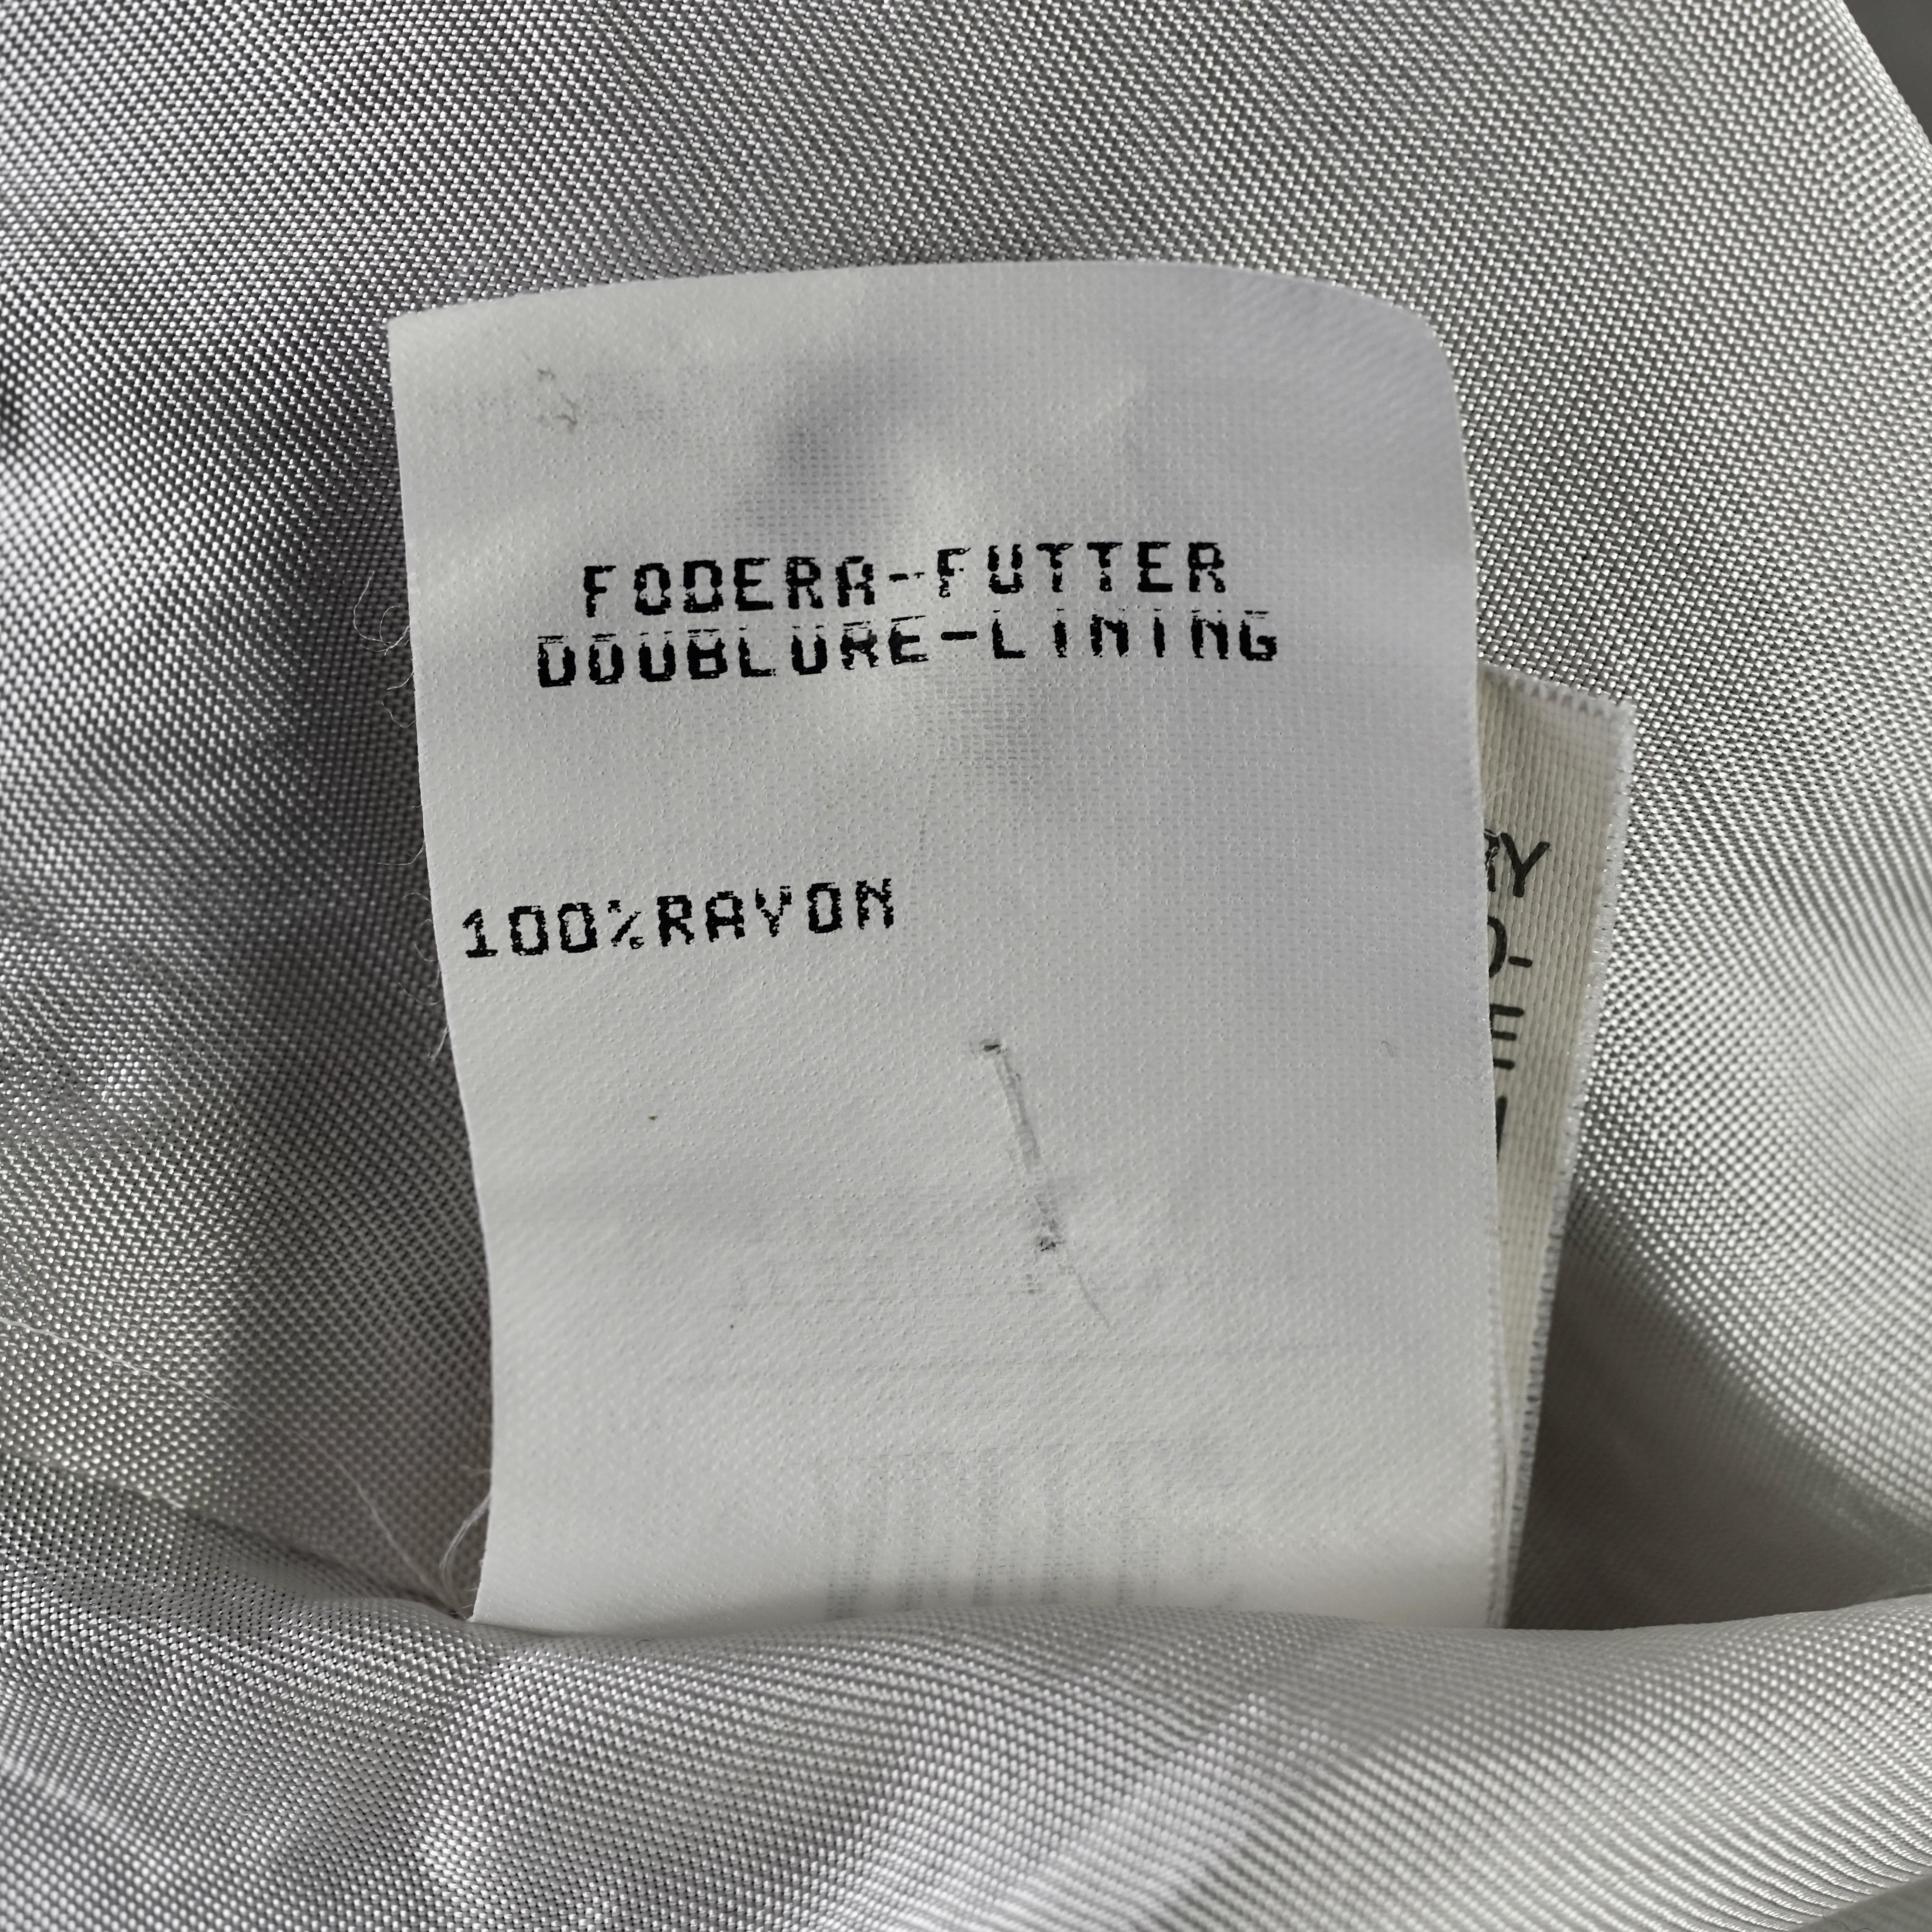 FODERA-FUTTER
DOUBLURE-LINING
100%RAYON